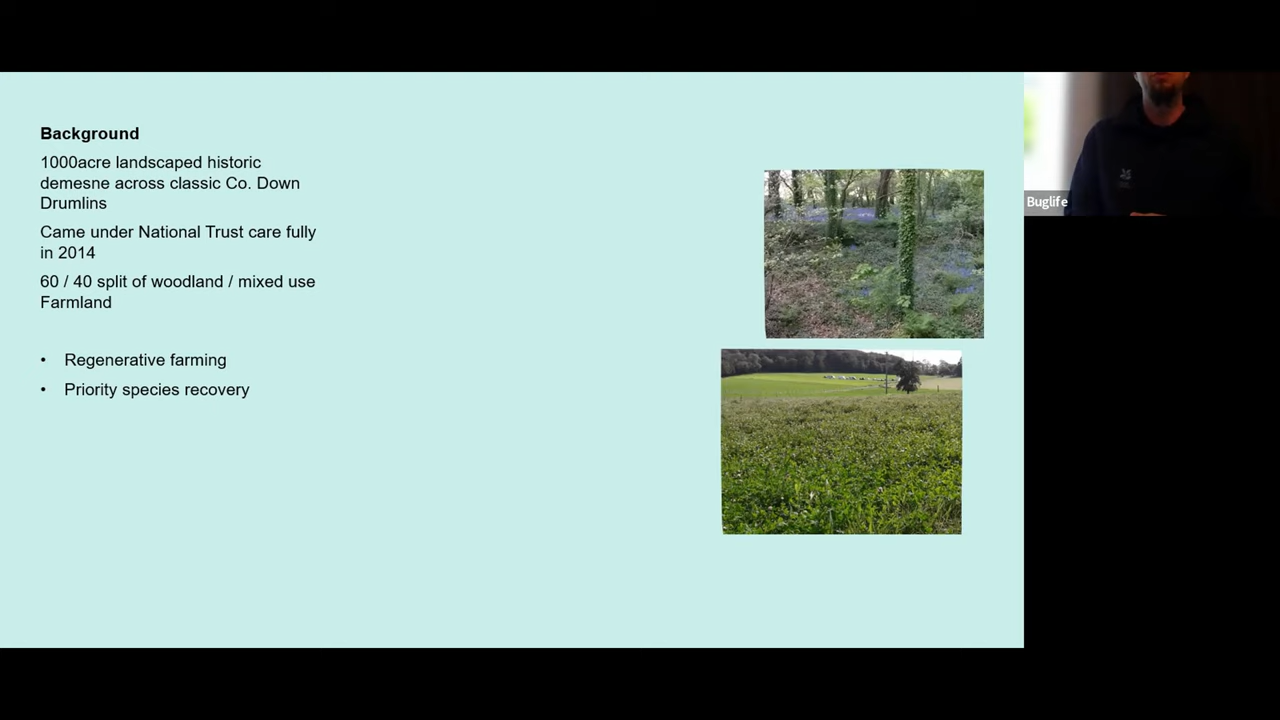 Background
1000acre landscaped historic
demesne across classic Co. Down
Drumlins
Came under National Trust care fully
in 2014
60 / 40 split of woodland / mixed use
Farmland
• Regenerative farming
• Priority species recovery
Buglife